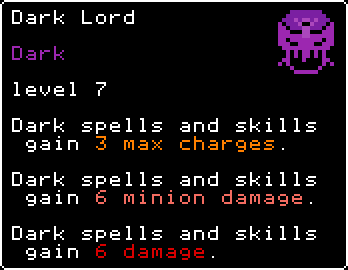 Dark Lord
Dark
level 7
Dark spells and skills
gain 3 max charges.
Dark spells and skills
gain 6 minion damage.
Dark spells and skills
gain 6 damage.